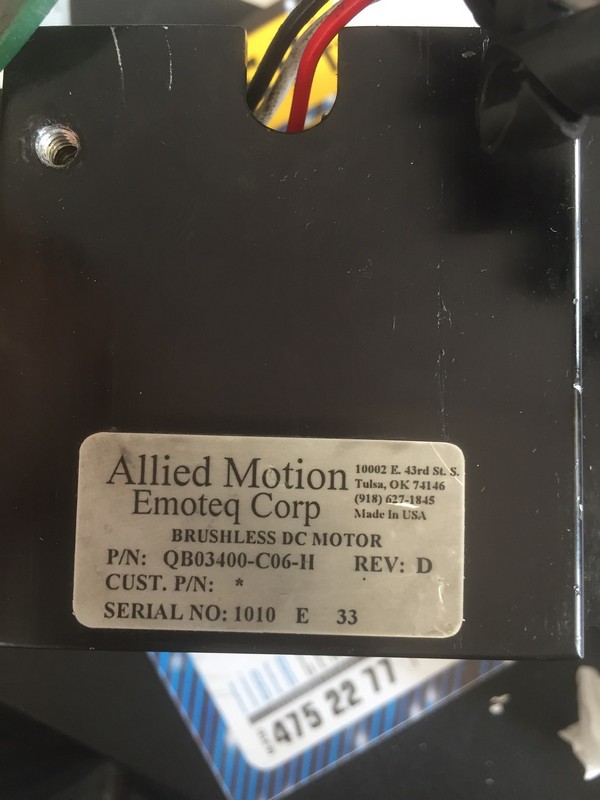 Allied Motion
Emoteq Corp
10002 E. 43rd St. S.
Tulsa, OK 74146
(918) 627-1845
Made In USA
BRUSHLESS DC MOTOR
P/N: QB03400-C06-H REV: D
CUST. P/N: *
SERIAL NO: 1010 E 33
475 22 77